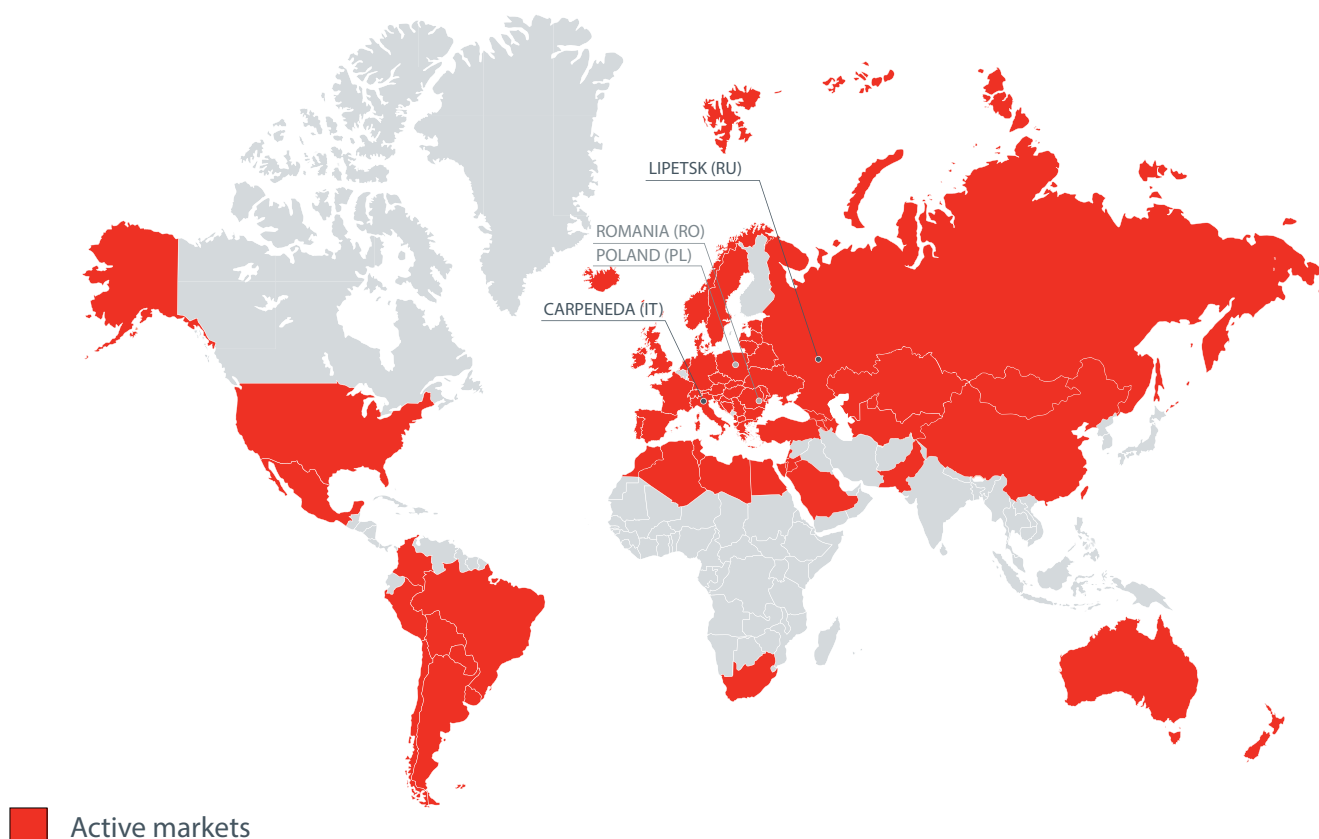 LIPETSK (RU)
ROMANIA (RO)
POLAND (PL)
CARPENEDA (IT)
Active markets